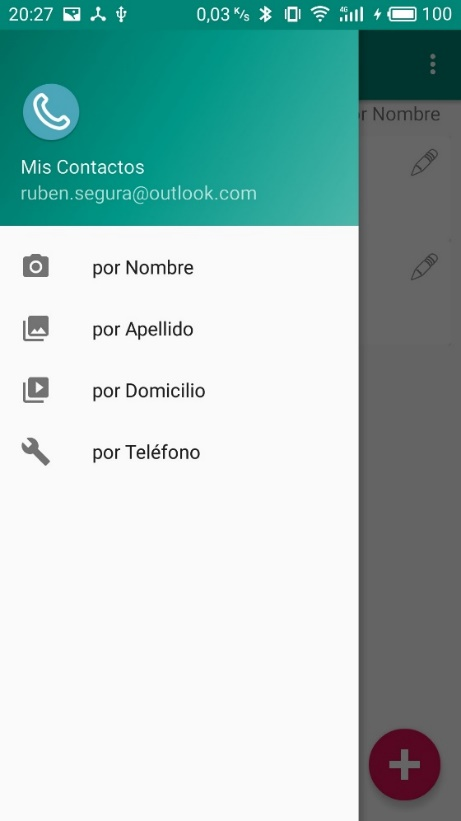 20:27 0,03 K/s 4G 100
r Nombre
Mis Contactos
ruben.segura@outlook.com
por Nombre
por Apellido
por Domicilio
por Teléfono